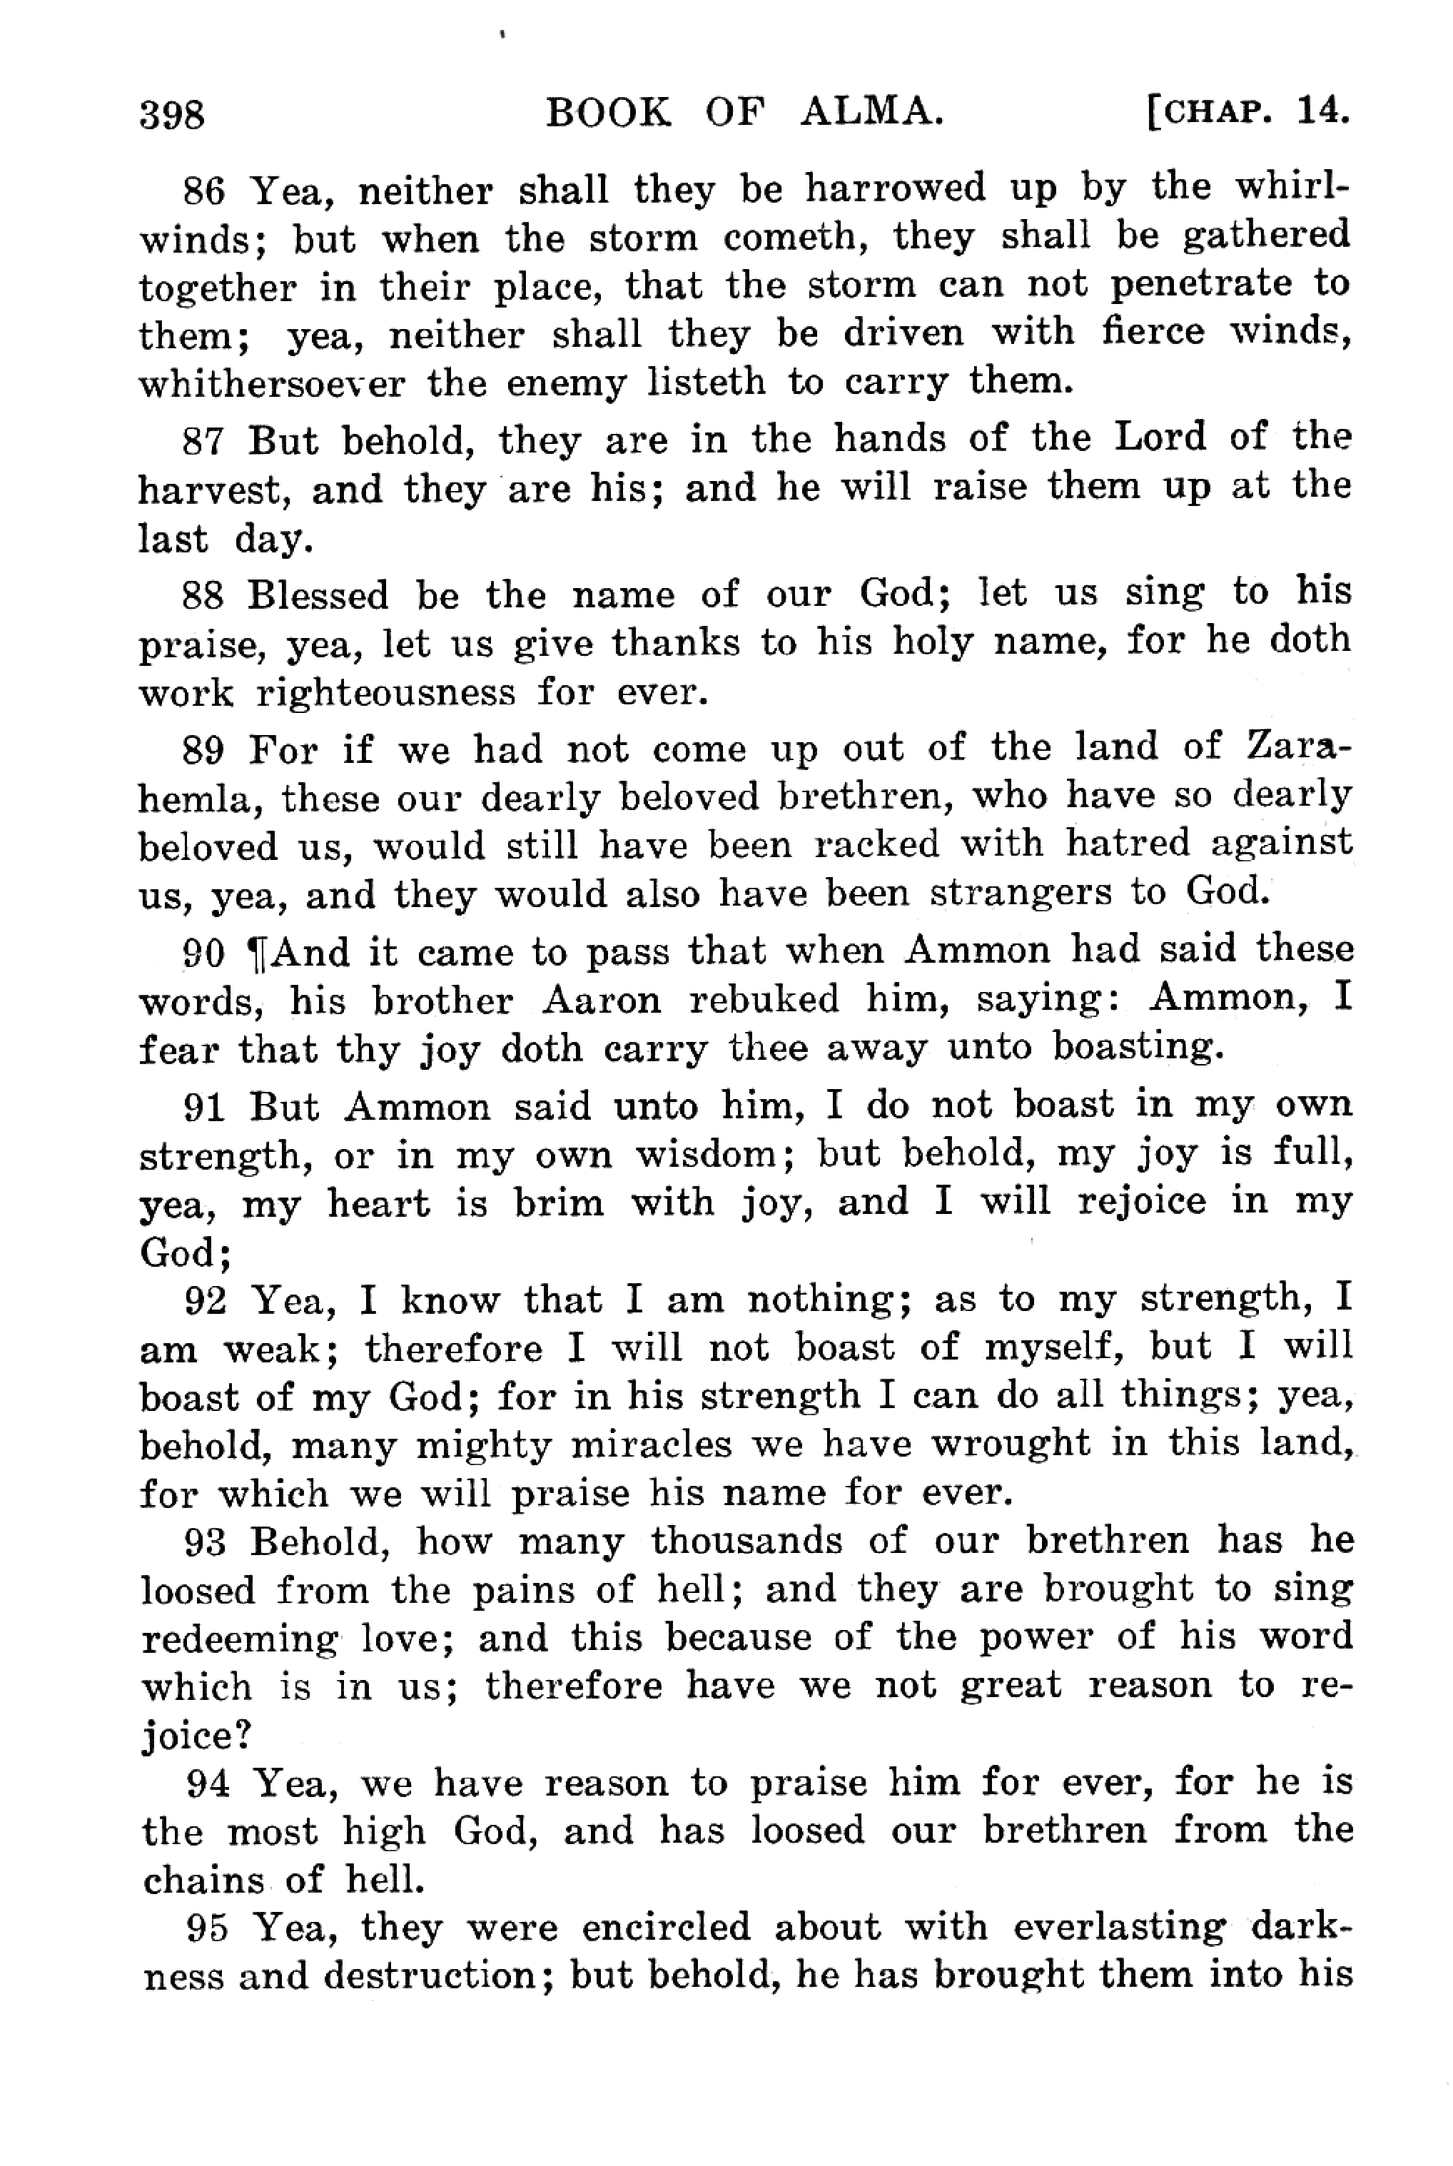 398 BOOK OF ALMA. [CHAP. 14.
86 Yea, neither shall they be harrowed up by the whirl-
winds; but when the storm cometh, they shall be gathered
together in their place, that the storm can not penetrate to
them; yea, neither shall they be driven with fierce winds,
whithersoever the enemy listeth to carry them.
87 But behold, they are in the hands of the Lord of the
harvest, and they are his; and he will raise them up at the
last day.
88 Blessed be the name of our God; let us sing to his
praise, yea, let us give thanks to his holy name, for he doth
work righteousness for ever.
89 For if we had not come up out of the land of Zara-
hemla, these our dearly beloved brethren, who have so dearly
beloved us, would still have been racked with hatred against
us, yea, and they would also have been strangers to God.
90 ¶And it came to pass that when Ammon had said these
words, his brother Aaron rebuked him, saying: Ammon, I
fear that thy joy doth carry thee away unto boasting.
91 But Ammon said unto him, I do not boast in my own
strength, or in my own wisdom; but behold, my joy is full,
yea, my heart is brim with joy, and I will rejoice in my
God;
92 Yea, I know that I am nothing; as to my strength, I
am weak; therefore I will not boast of myself, but I will
boast of my God; for in his strength I can do all things; yea,
behold, many mighty miracles we have wrought in this land,
for which we will praise his name for ever.
93 Behold, how many thousands of our brethren has he
loosed from the pains of hell; and they are brought to sing
redeeming love; and this because of the power of his word
which is in us; therefore have we not great reason to re-
joice?
94 Yea, we have reason to praise him for ever, for he is
the most high God, and has loosed our brethren from the
chains of hell.
95 Yea, they were encircled about with everlasting dark-
ness and destruction; but behold, he has brought them into his